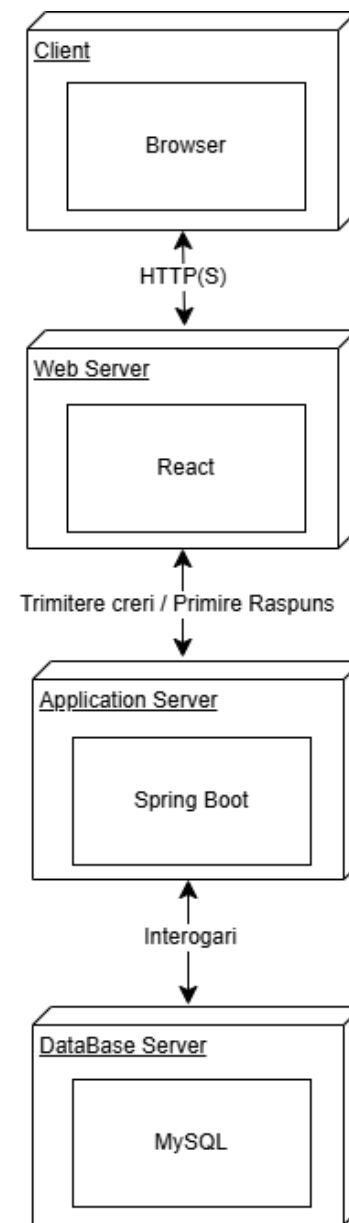 Client
Browser
HTTP(S)
Web Server
React
Trimitere creri / Primire Raspuns
Application Server
Spring Boot
Interogari
DataBase Server
MySQL